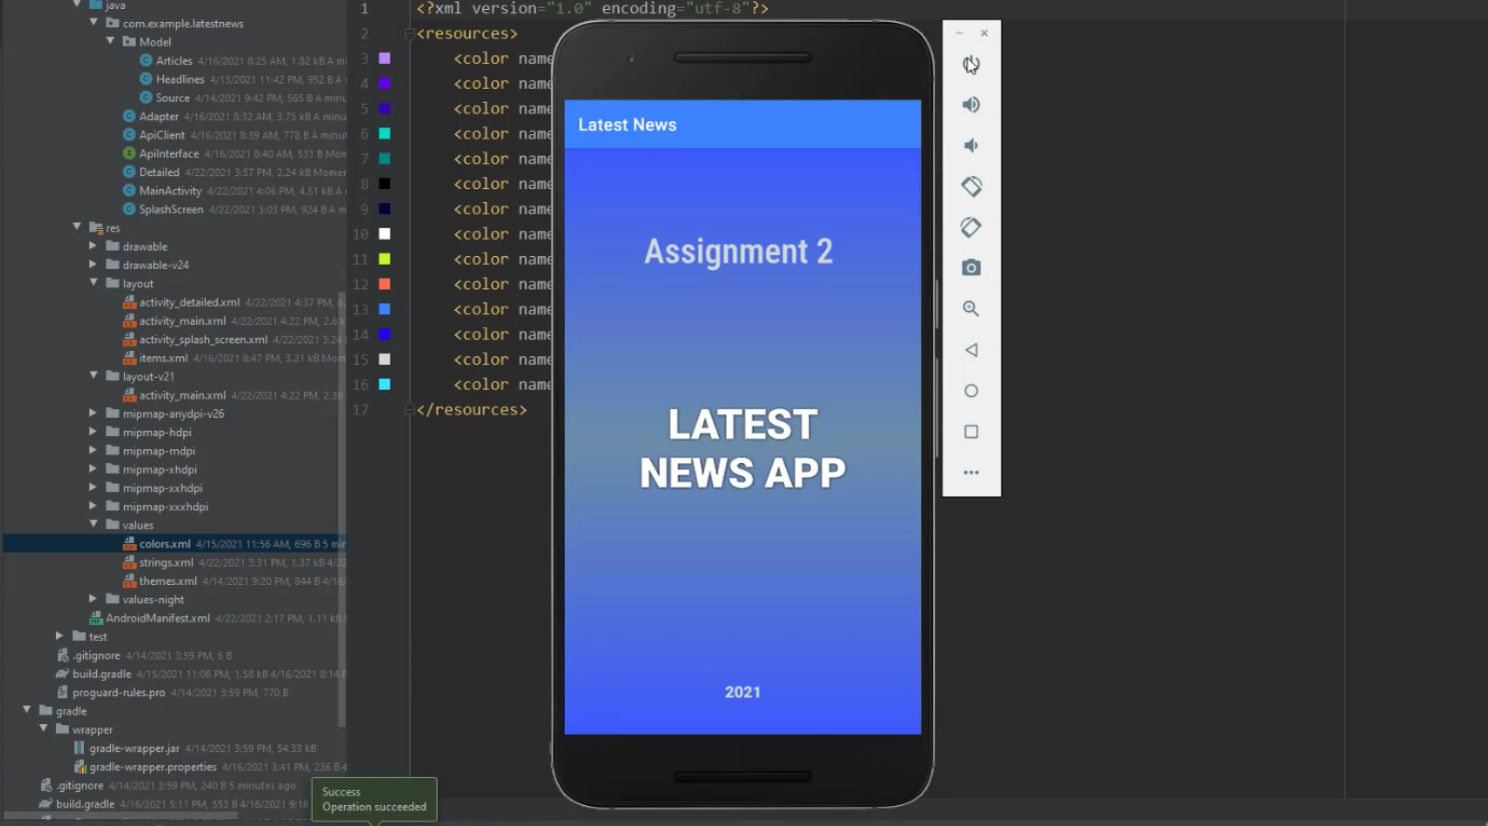 java
com.example.latestnews
Model
Articles 4/16/2021 8:25 AM, 1.82 kB A minu
Headlines 4/15/2021 11:42 PM, 952 B A minu
Source 4/14/2021 9:42 PM, 565 B A minu
Adapter 4/16/2021 8:32 AM, 3.75 kB A minute
ApiClient 4/16/2021 8:39 AM, 778 B A minute
ApiInterface 4/16/2021 8:40 AM, 531 B Mom
Detailed 4/22/2021 3:57 PM, 2.24 kB Momen
MainActivity 4/22/2021 4:06 PM, 4.51 kB A
SplashScreen 4/22/2021 3:03 PM, 924 B A m
res
drawable
drawable-v24
layout
activity_detailed.xml 4/22/2021 4:37 PM, 6.
activity_main.xml 4/22/2021 4:22 PM, 2.6 k
activity_splash_screen.xml 4/22/2021 3:24
items.xml 4/16/2021 8:47 PM, 3.21 kB Mom
layout-v21
activity_main.xml 4/22/2021 4:22 PM, 2.39
mipmap-anydpi-v26
mipmap-hdpi
mipmap-mdpi
mipmap-xhdpi
mipmap-xxhdpi
mipmap-xxxhdpi
values
colors.xml 4/15/2021 11:56 AM, 696 B 5 min
strings.xml 4/22/2021 3:31 PM, 1.37 kB 4/22
themes.xml 4/14/2021 9:20 PM, 844 B 4/16/
values-night
AndroidManifest.xml 4/22/2021 2:17 PM, 1.11 kB
test
.gitignore 4/14/2021 3:59 PM, 6 B
build.gradle 4/15/2021 11:06 PM, 1.58 kB 4/16/2021 8:14
proguard-rules.pro 4/14/2021 3:59 PM, 770 B
gradle
wrapper
gradle-wrapper.jar 4/14/2021 3:59 PM, 54.33 kB
gradle-wrapper.properties 4/16/2021 3:41 PM, 236 B
.gitignore 4/14/2021 3:59 PM, 240 B 5 minutes ago
build.gradle 4/16/2021 5:11 PM, 553 B 4/16/2021 9:16
Success
Operation succeeded
1 <?xml version="1.0" encoding="utf-8"?>
2 <resources>
3 <color name
4 <color name
5 <color name
6 <color name
7 <color name
8 <color name
9 <color name
10 <color name
11 <color name
12 <color name
13 <color name
14 <color name
15 <color name
16 <color name
17 </resources>
Latest News
Assignment 2
LATEST
NEWS APP
2021